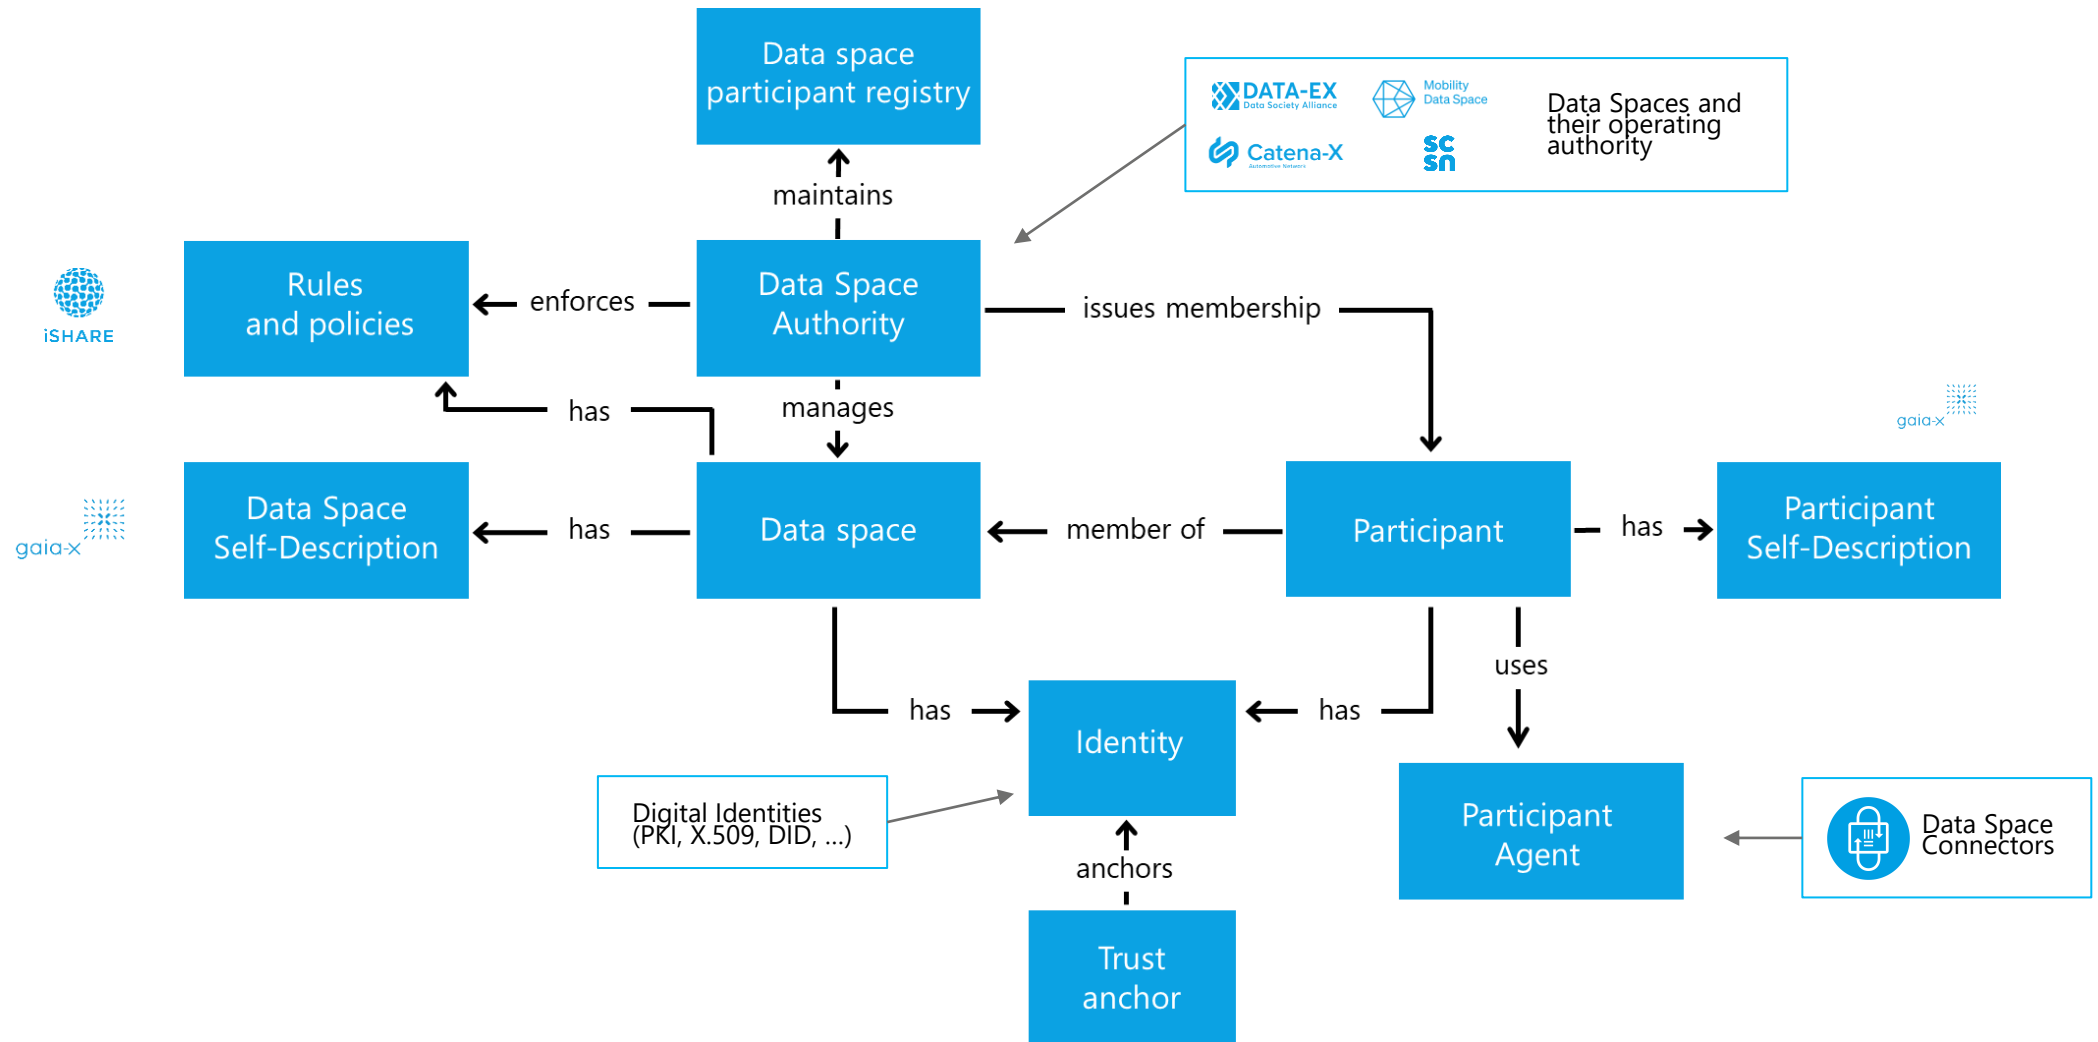 Data space
participant registry
DATA-EX
Data Society Alliance
Mobility
Data Space
Catena-X
Automotive Network
sc
sn
Data Spaces and
their operating
authority
maintains
iSHARE
Rules
and policies
enforces
Data Space
Authority
issues membership
has
manages
gaia-x
gaia-x
Data Space
Self-Description
has
Data space
member of
Participant
has
Participant
Self-Description
uses
has
has
Identity
Digital Identities
(PKI, X.509, DID, ...)
Participant
Agent
Data Space
Connectors
anchors
Trust
anchor